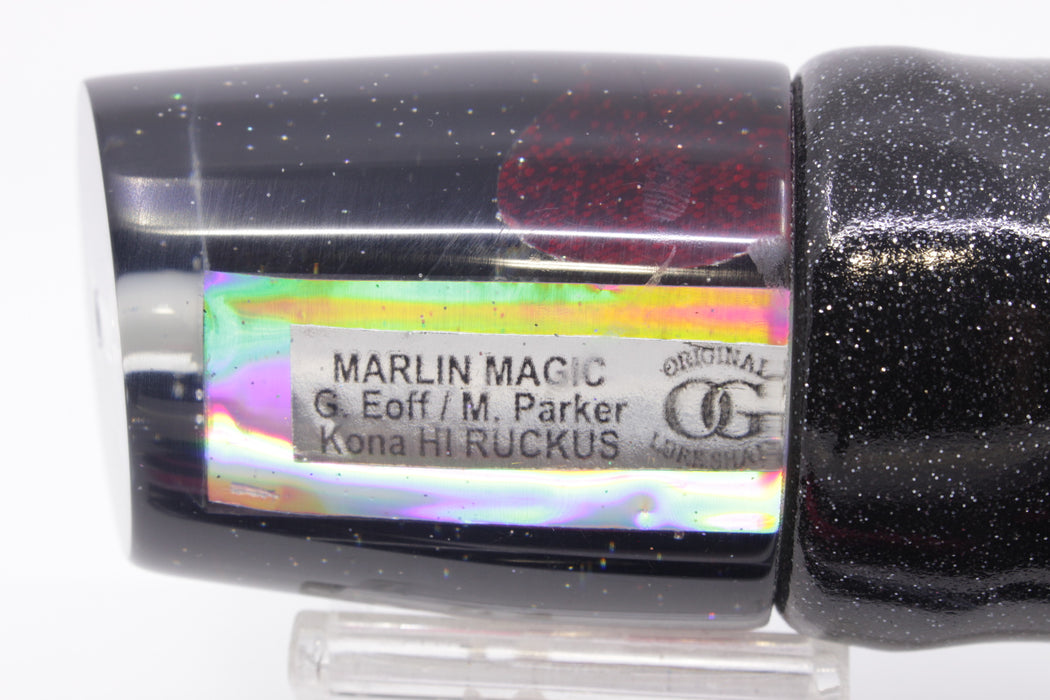 MARLIN MAGIC
G. Eoff / M. Parker
Kona HI RUCKUS
ORIGINAL
OG